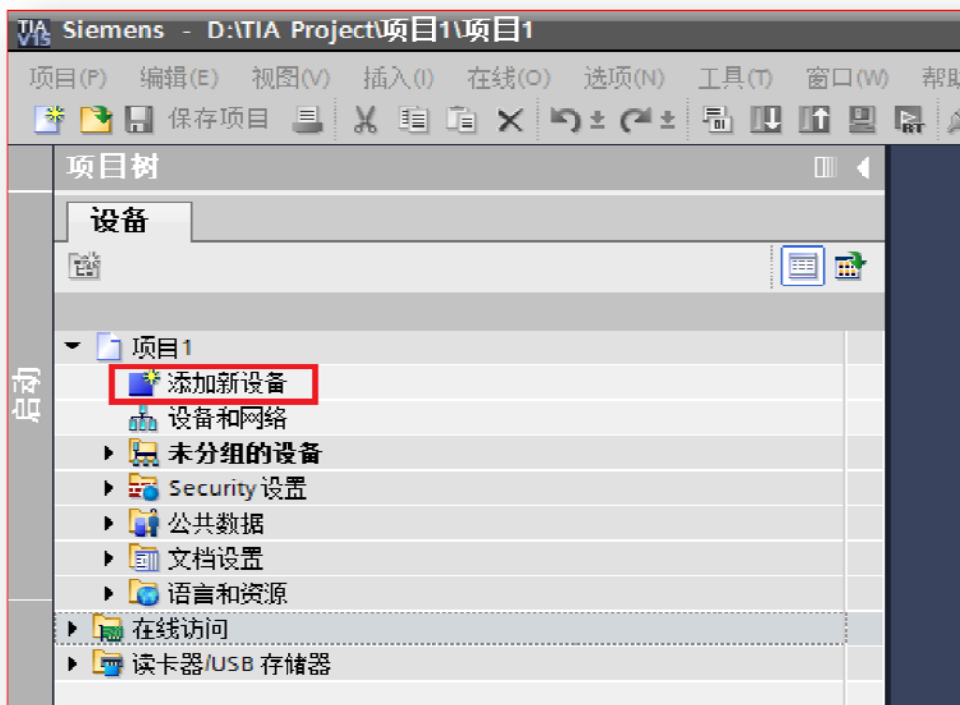 TIA V15 Siemens - D:\TIA Project\项目1\项目1
项目(P) 编辑(E) 视图(V) 插入(I) 在线(O) 选项(N) 工具(T) 窗口(W) 帮助
保存项目
项目树
设备
启动
项目1
添加新设备
设备和网络
未分组的设备
Security 设置
公共数据
文档设置
语言和资源
在线访问
读卡器/USB 存储器